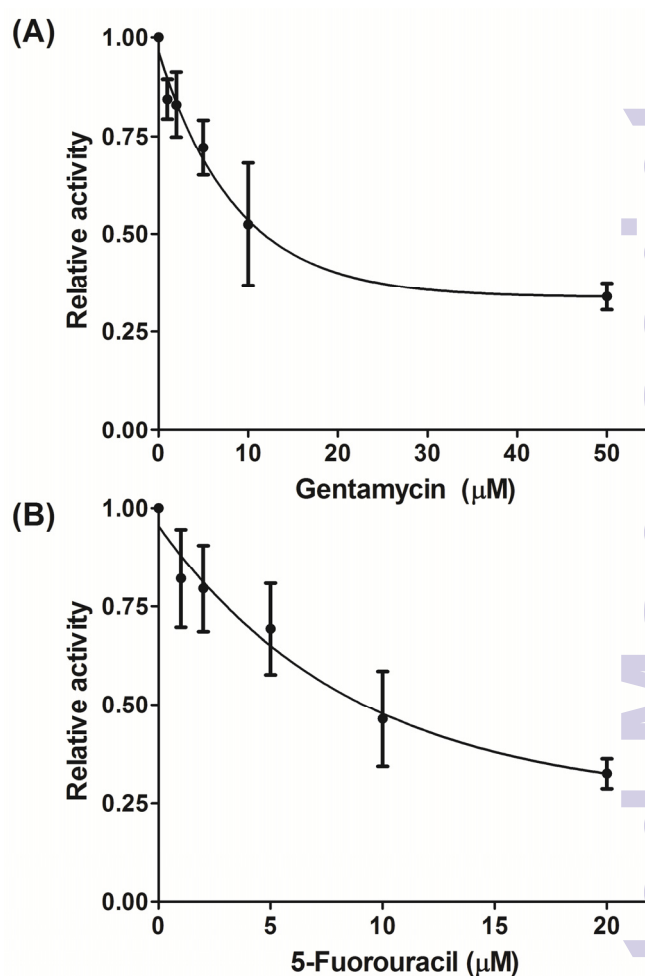 (A)
1.00
0.75
0.50
0.25
0.00
Relative activity
0 10 20 30 40 50
Gentamycin (μM)
(B)
1.00
0.75
0.50
0.25
0.00
Relative activity
0 5 10 15 20
5-Fuorouracil (μM)